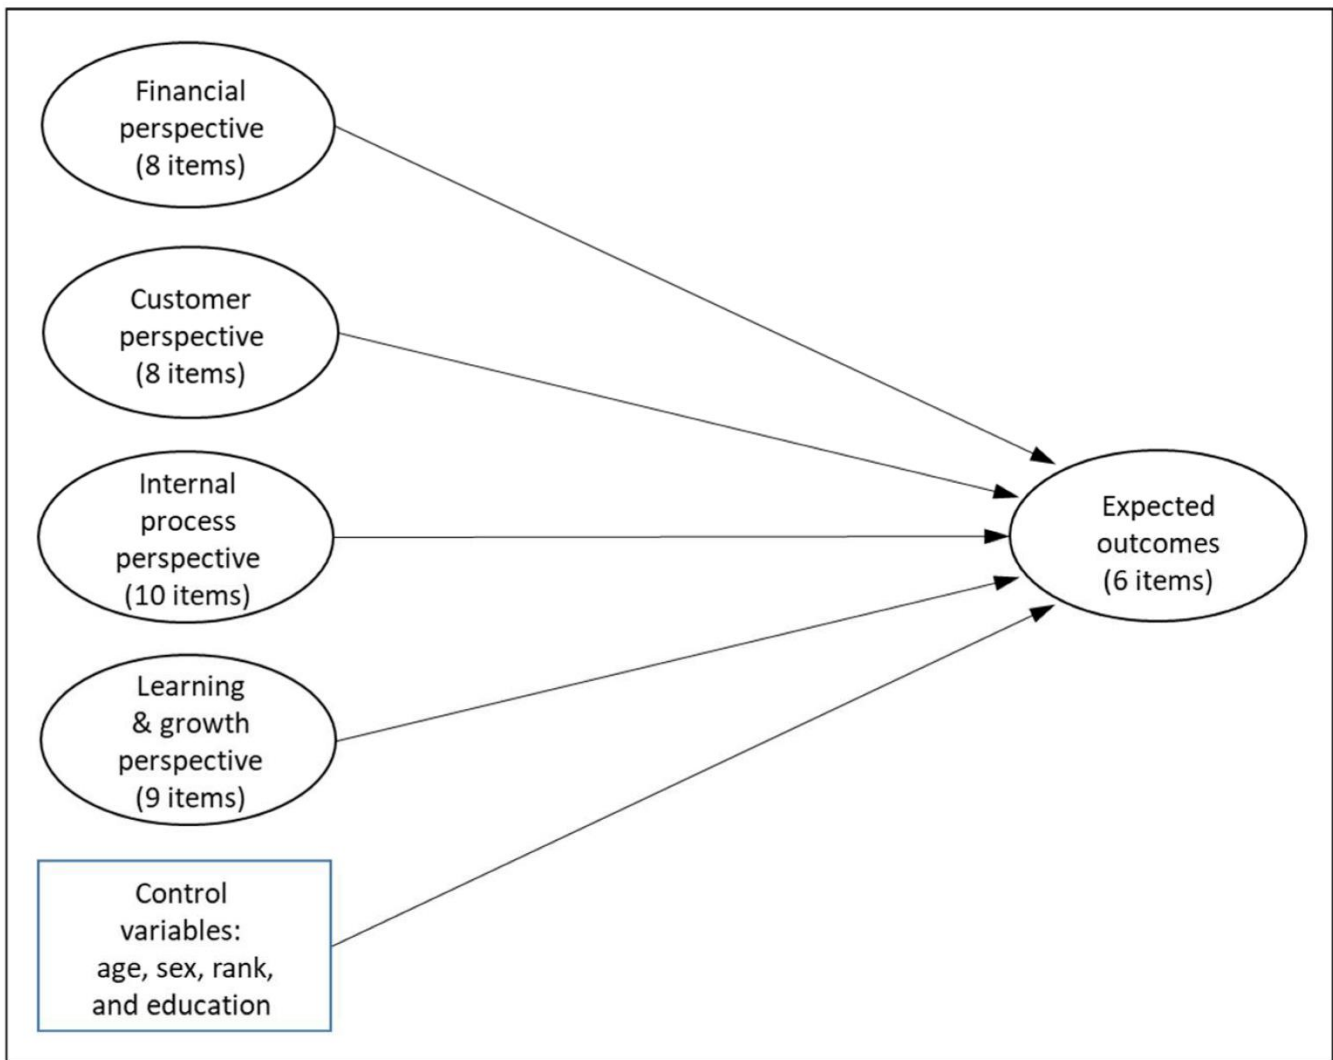 Financial
perspective
(8 items)
Customer
perspective
(8 items)
Internal
process
perspective
(10 items)
Learning
& growth
perspective
(9 items)
Control
variables:
age, sex, rank,
and education
Expected
outcomes
(6 items)